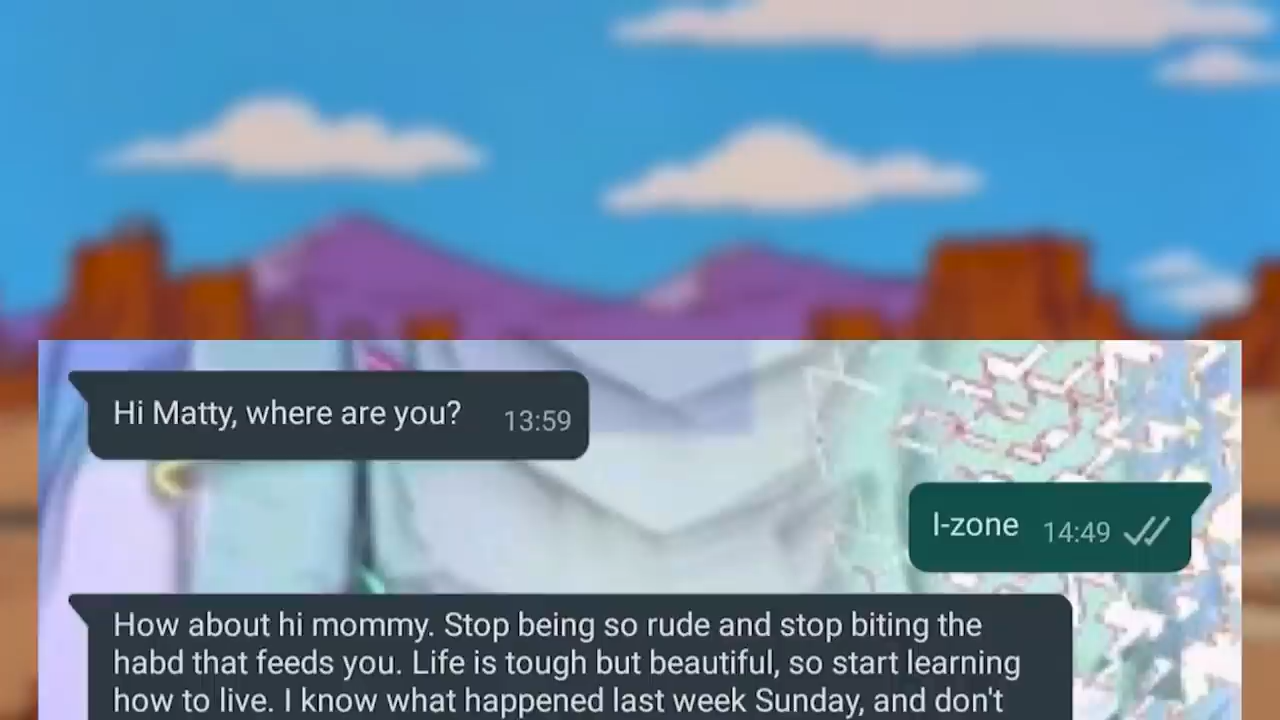 Hi Matty, where are you?
13:59
I-zone
14:49
How about hi mommy. Stop being so rude and stop biting the
habd that feeds you. Life is tough but beautiful, so start learning
how to live. I know what happened last week Sunday, and don't